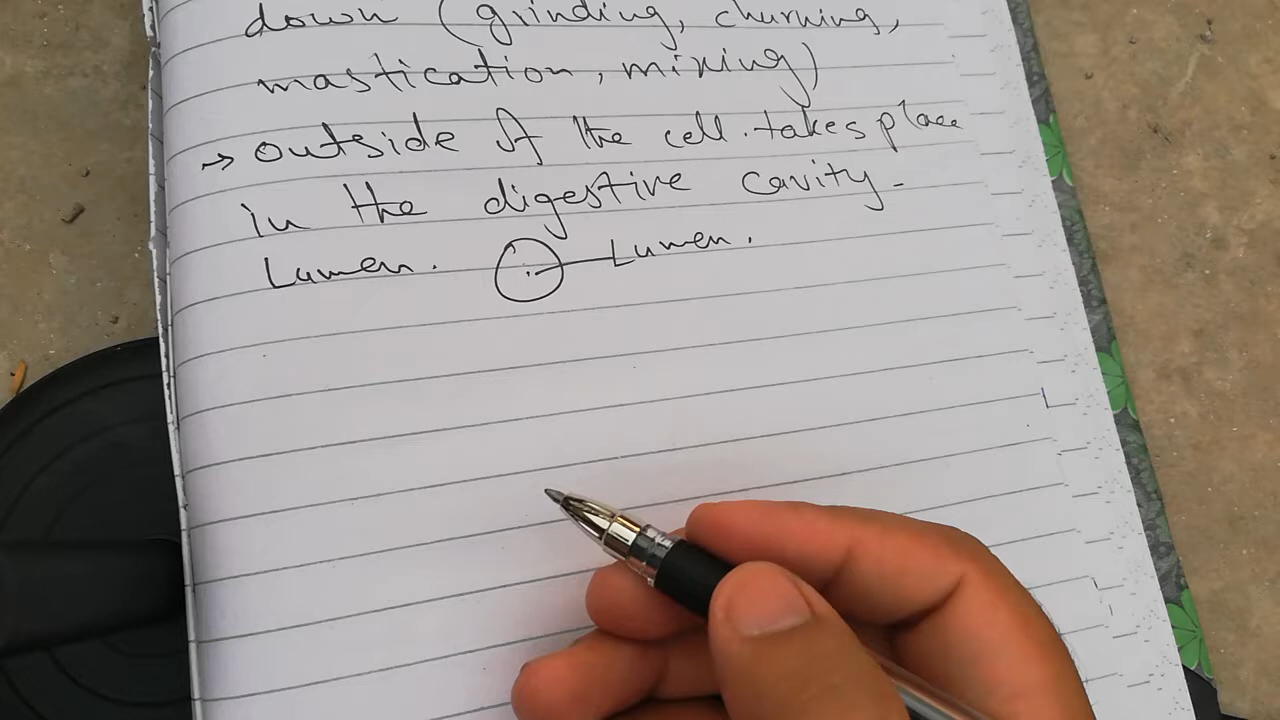 down (grinding, churning,
mastication, mixing)
→ outside of the cell. takes place
in the digestive cavity-
Lumen. Lumen.